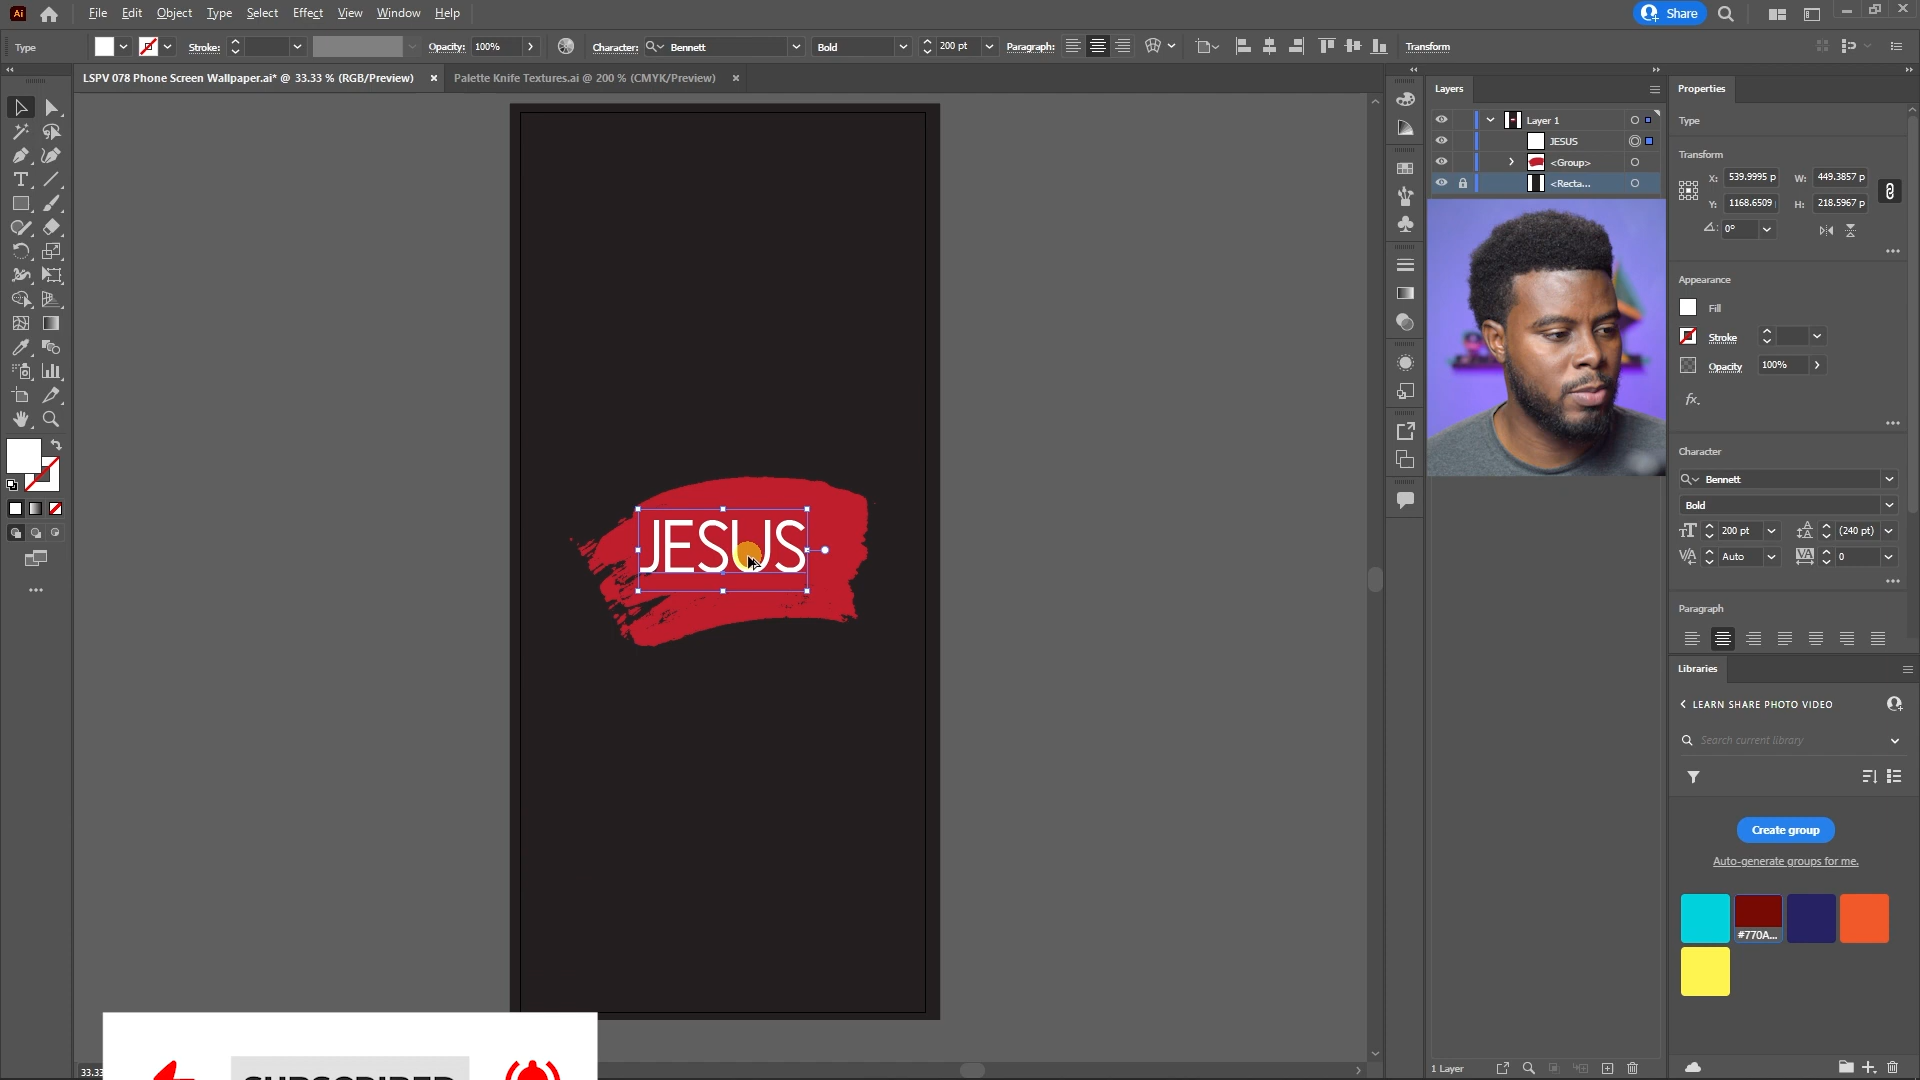 Ai File Edit Object Type Select Effect View Window Help Share
Type Stroke: Opacity: 100% Character: Bennett Bold 200 pt Paragraph: Transform
LSPV 078 Phone Screen Wallpaper.ai* @ 33.33 % (RGB/Preview) × Palette Knife Textures.ai @ 200 % (CMYK/Preview) ×
Layers
Layer 1
JESUS
<Group>
<Recta...
Properties
Type
Transform
X: 539.9995 p W: 449.3857 p
Y: 1168.6509 H: 218.5967 p
0°
Appearance
Fill
Stroke
Opacity 100%
fx.
Character
Bennett
Bold
200 pt (240 pt)
Auto 0
Paragraph
JESUS
Libraries
LEARN SHARE PHOTO VIDEO
Search current library
Create group
Auto-generate groups for me.
#770A...
33.33
SUBSCRIBED
1 Layer